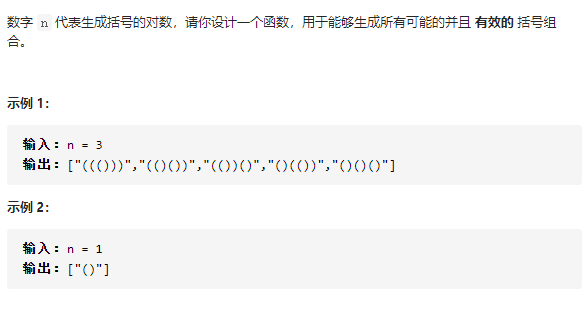 数字 n 代表生成括号的对数，请你设计一个函数，用于能够生成所有可能的并且 有效的 括号组
合。
示例 1：
输入：n = 3
输出：["((()))","(()())","(())()","()(())","()()()"]
示例 2：
输入：n = 1
输出：["()"]